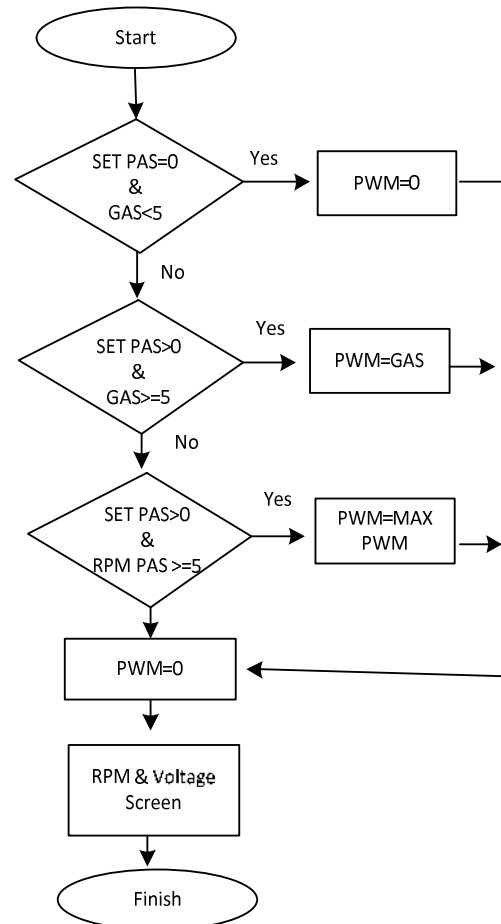 Start
SET PAS=0
&
GAS<5
Yes
PWM=0
No
SET PAS>0
&
GAS>=5
Yes
PWM=GAS
No
SET PAS>0
&
RPM PAS >=5
Yes
PWM=MAX
PWM
PWM=0
RPM & Voltage
Screen
Finish